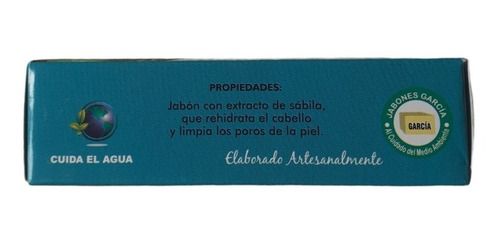 PROPIEDADES:
Jabón con extracto de sábila,
que rehidrata el cabello
y limpia los poros de la piel.
Elaborado Artesanalmente
CUIDA EL AGUA
JABONES GARCÍA
GARCÍA
Al Cuidado del Medio Ambiente